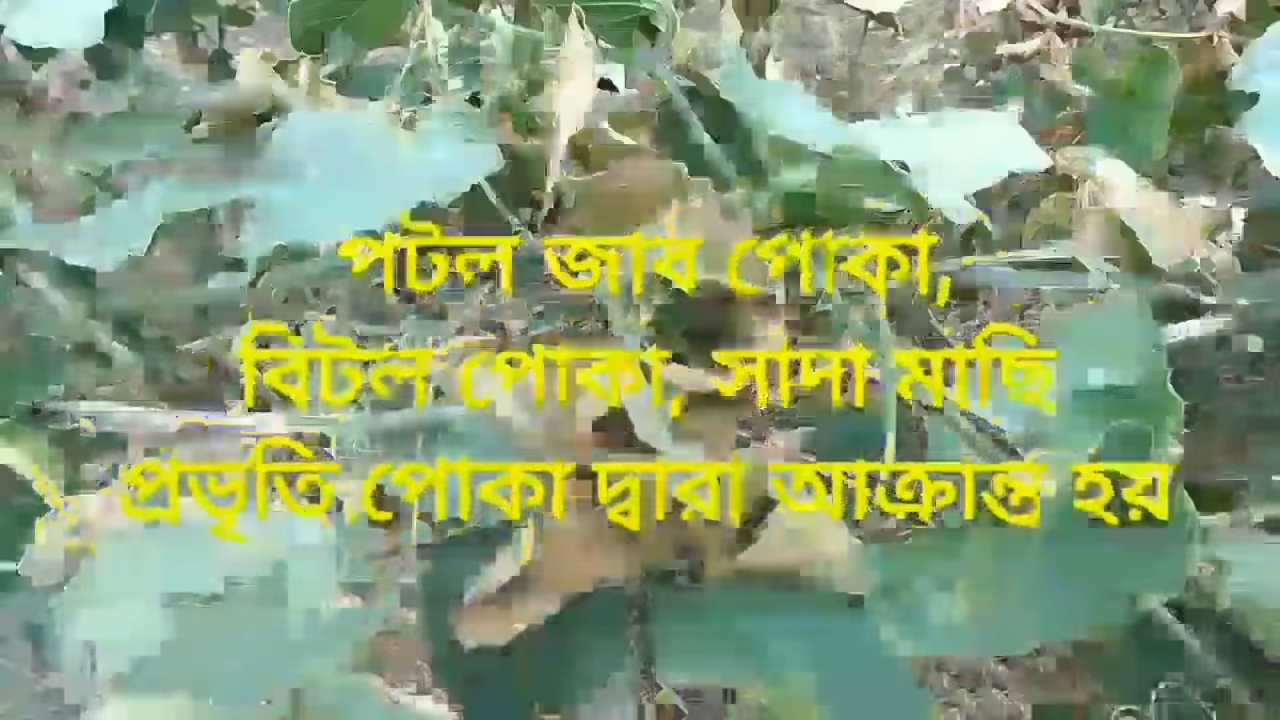 পটল জাব পোকা,
বিটল পোকা, সাদা মাছি
প্রভৃতি পোকা দ্বারা আক্রান্ত হয়